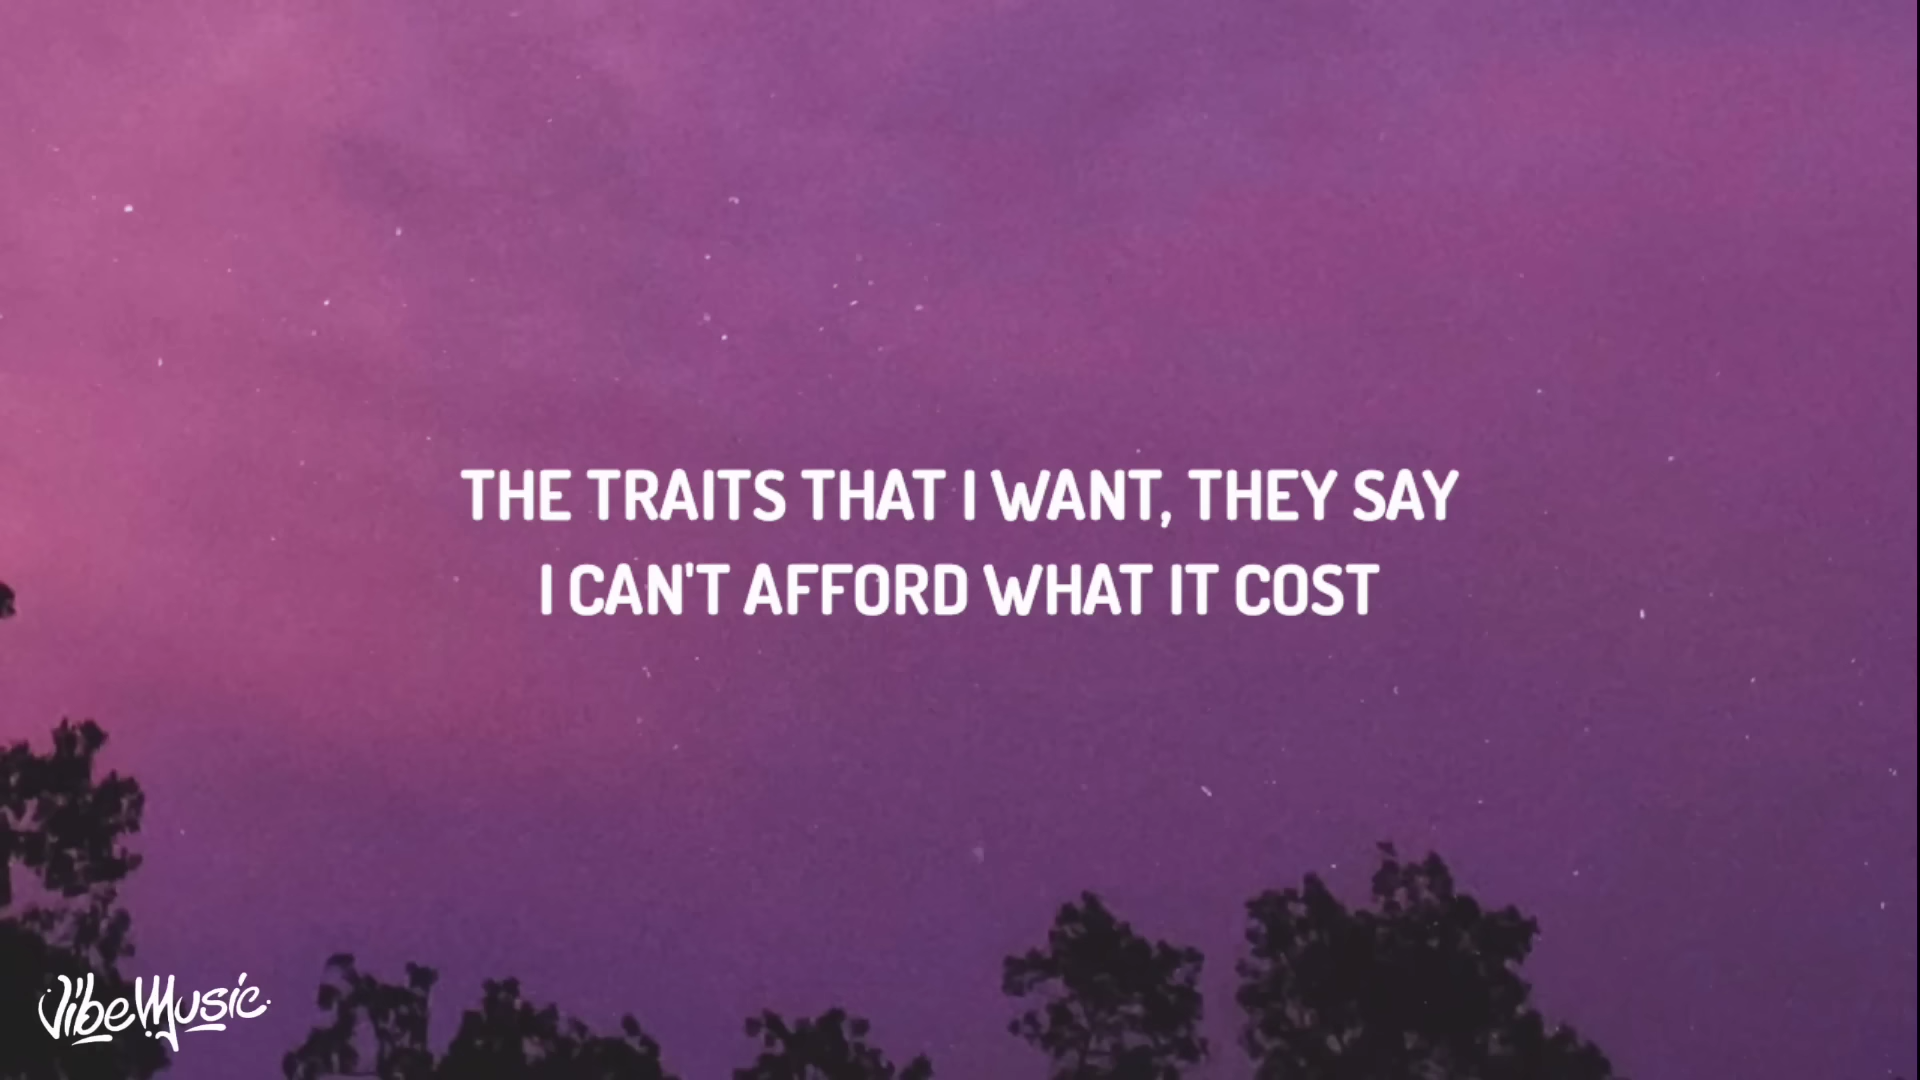 THE TRAITS THAT I WANT, THEY SAY
I CAN'T AFFORD WHAT IT COST
VibeMusic